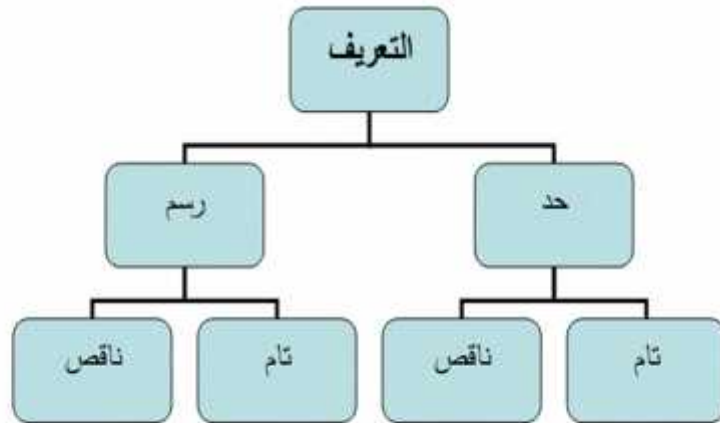 التعريف
حد
رسم
تام
ناقص
تام
ناقص